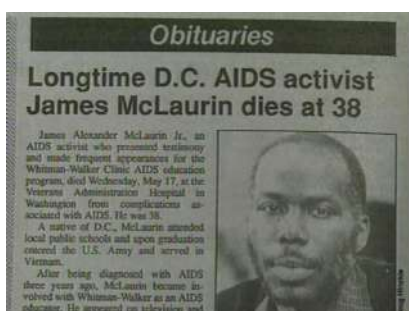 Obituaries
Longtime D.C. AIDS activist
James McLaurin dies at 38
James Alexander McLaurin Jr., an
AIDS activist who presented testimony
and made frequent appearances for the
Whitman-Walker Clinic AIDS education
program, died Wednesday, May 17, at the
Veterans Administration Hospital in
Washington from complications as-
sociated with AIDS. He was 38.
A native of D.C., McLaurin attended
local public schools and upon graduation
entered the U.S. Army and served in
Vietnam.
After being diagnosed with AIDS
three years ago, McLaurin became in-
volved with Whitman-Walker as an AIDS
educator. He appeared on television and